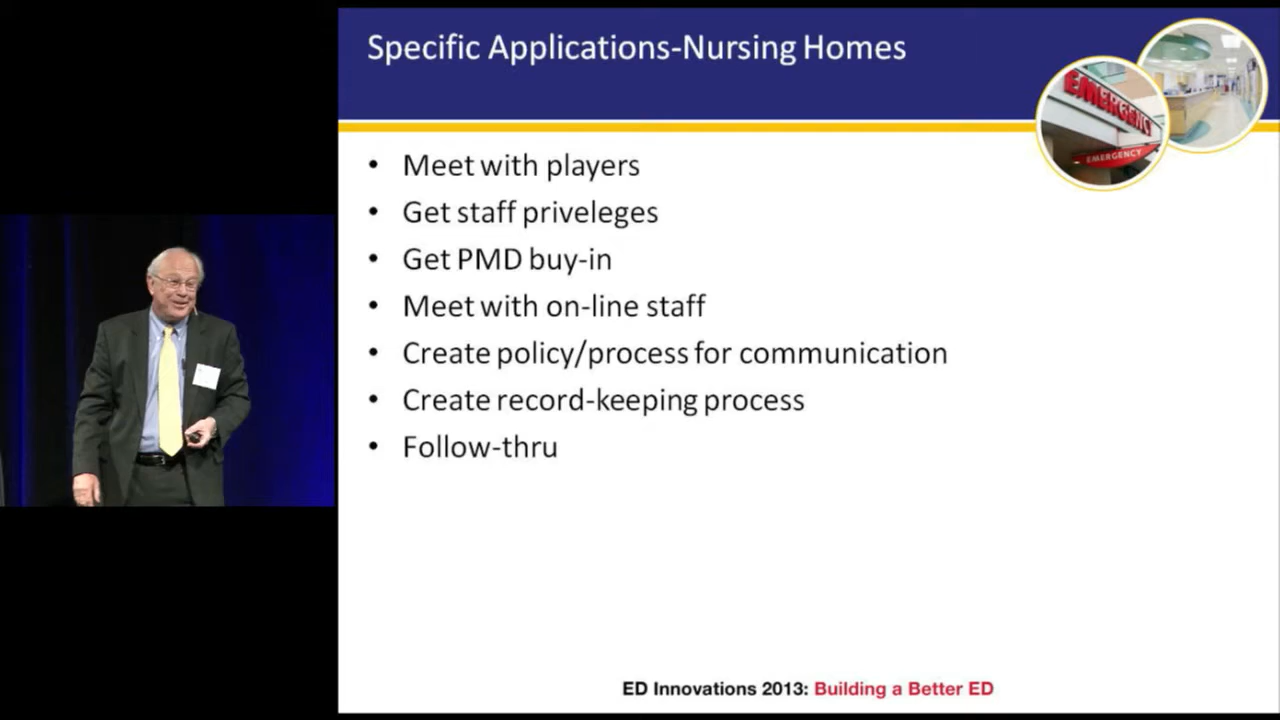 Specific Applications-Nursing Homes
EMERGENCY
EMERGENCY
• Meet with players
• Get staff priveleges
• Get PMD buy-in
• Meet with on-line staff
• Create policy/process for communication
• Create record-keeping process
• Follow-thru
ED Innovations 2013: Building a Better ED